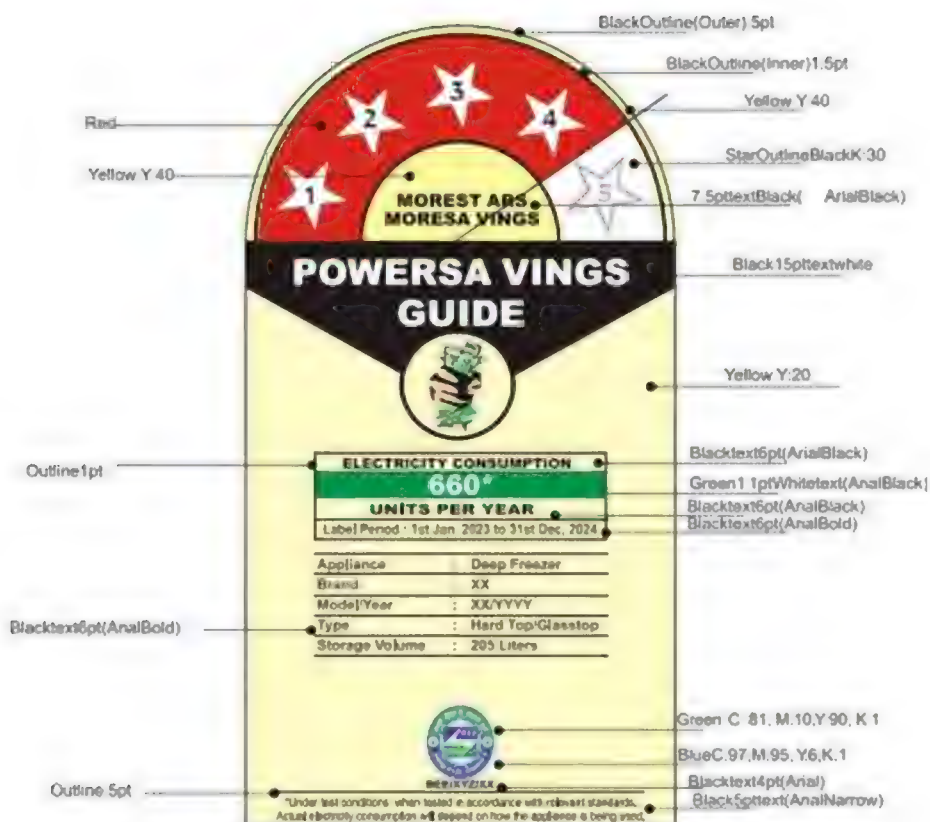 BlackOutline(Outer) 5pt
BlackOutline(Inner)1.5pt
Yellow Y 40
Red
StarOutlineBlackK:30
Yellow Y 40
7 5pttextBlack( ArialBlack)
1
2
3
4
5
MOREST ARS
MORESA VINGS
POWERSA VINGS
GUIDE
Black15pttextwhite
Yellow Y:20
Outline1pt
ELECTRICITY CONSUMPTION
Blacktext6pt(ArialBlack)
660*
Green1 1ptWhitetext(AnalBlack)
UNITS PER YEAR
Blacktext6pt(AnalBlack)
Label Period : 1st Jan. 2023 to 31st Dec, 2024
Blacktext6pt(AnalBold)
Appliance : Deep Freezer
Brand : XX
Model/Year : XX/YYYY
Type : Hard Top/Glasstop
Storage Volume : 205 Liters
Blacktext6pt(AnalBold)
Green C 81, M.10,Y 90, K 1
BlueC.97,M.95, Y.6,K.1
Blacktext4pt(Arial)
Outline 5pt
Black5pttext(AnalNarrow)
*Under test conditions, when tested in accordance with relevant standards.
Actual electricity consumption will depend on how the appliance is being used.